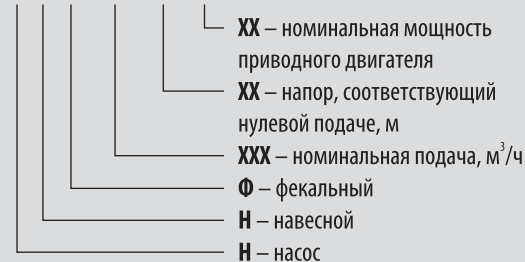 XX – номинальная мощность
приводного двигателя
XX – напор, соответствующий
нулевой подаче, м
XXX – номинальная подача, м³/ч
Ф – фекальный
Н – навесной
Н – насос